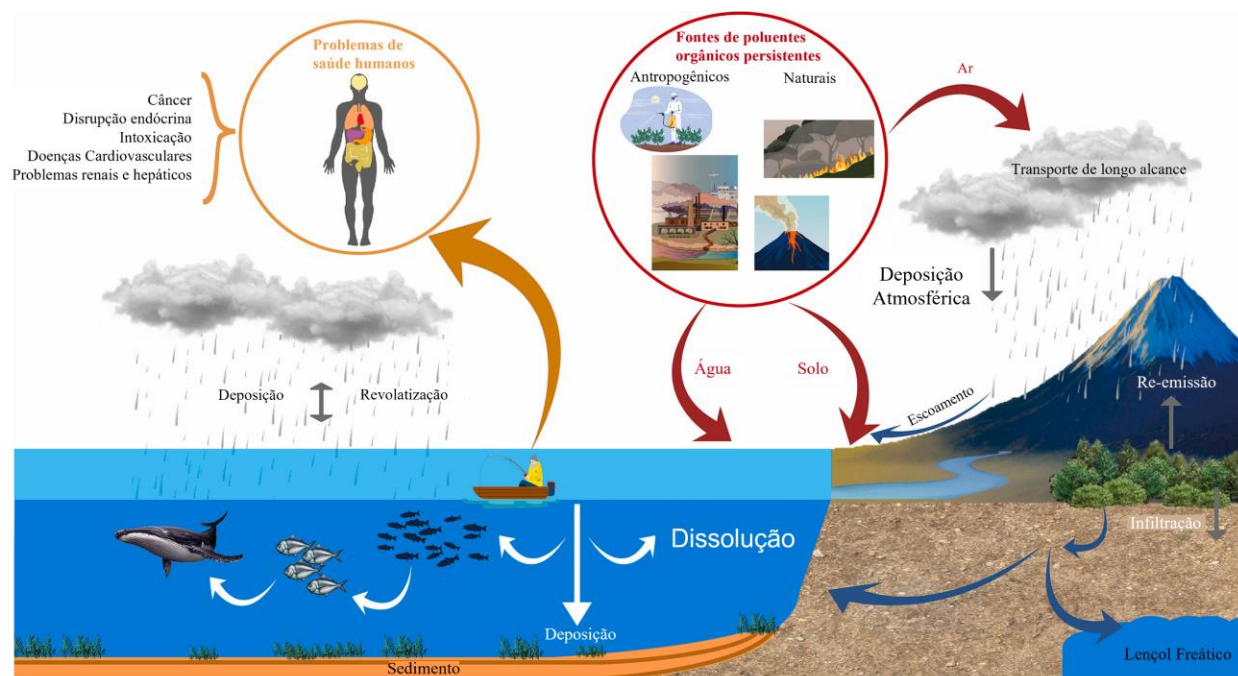 Problemas de
saúde humanos
Câncer
Disrupção endócrina
Intoxicação
Doenças Cardiovasculares
Problemas renais e hepáticos
Fontes de poluentes
orgânicos persistentes
Antropogênicos
Naturais
Ar
Transporte de longo alcance
Deposição
Atmosférica
Água
Solo
Deposição
Revolatização
Escoamento
Re-emissão
Infiltração
Dissolução
Deposição
Sedimento
Lençol Freático